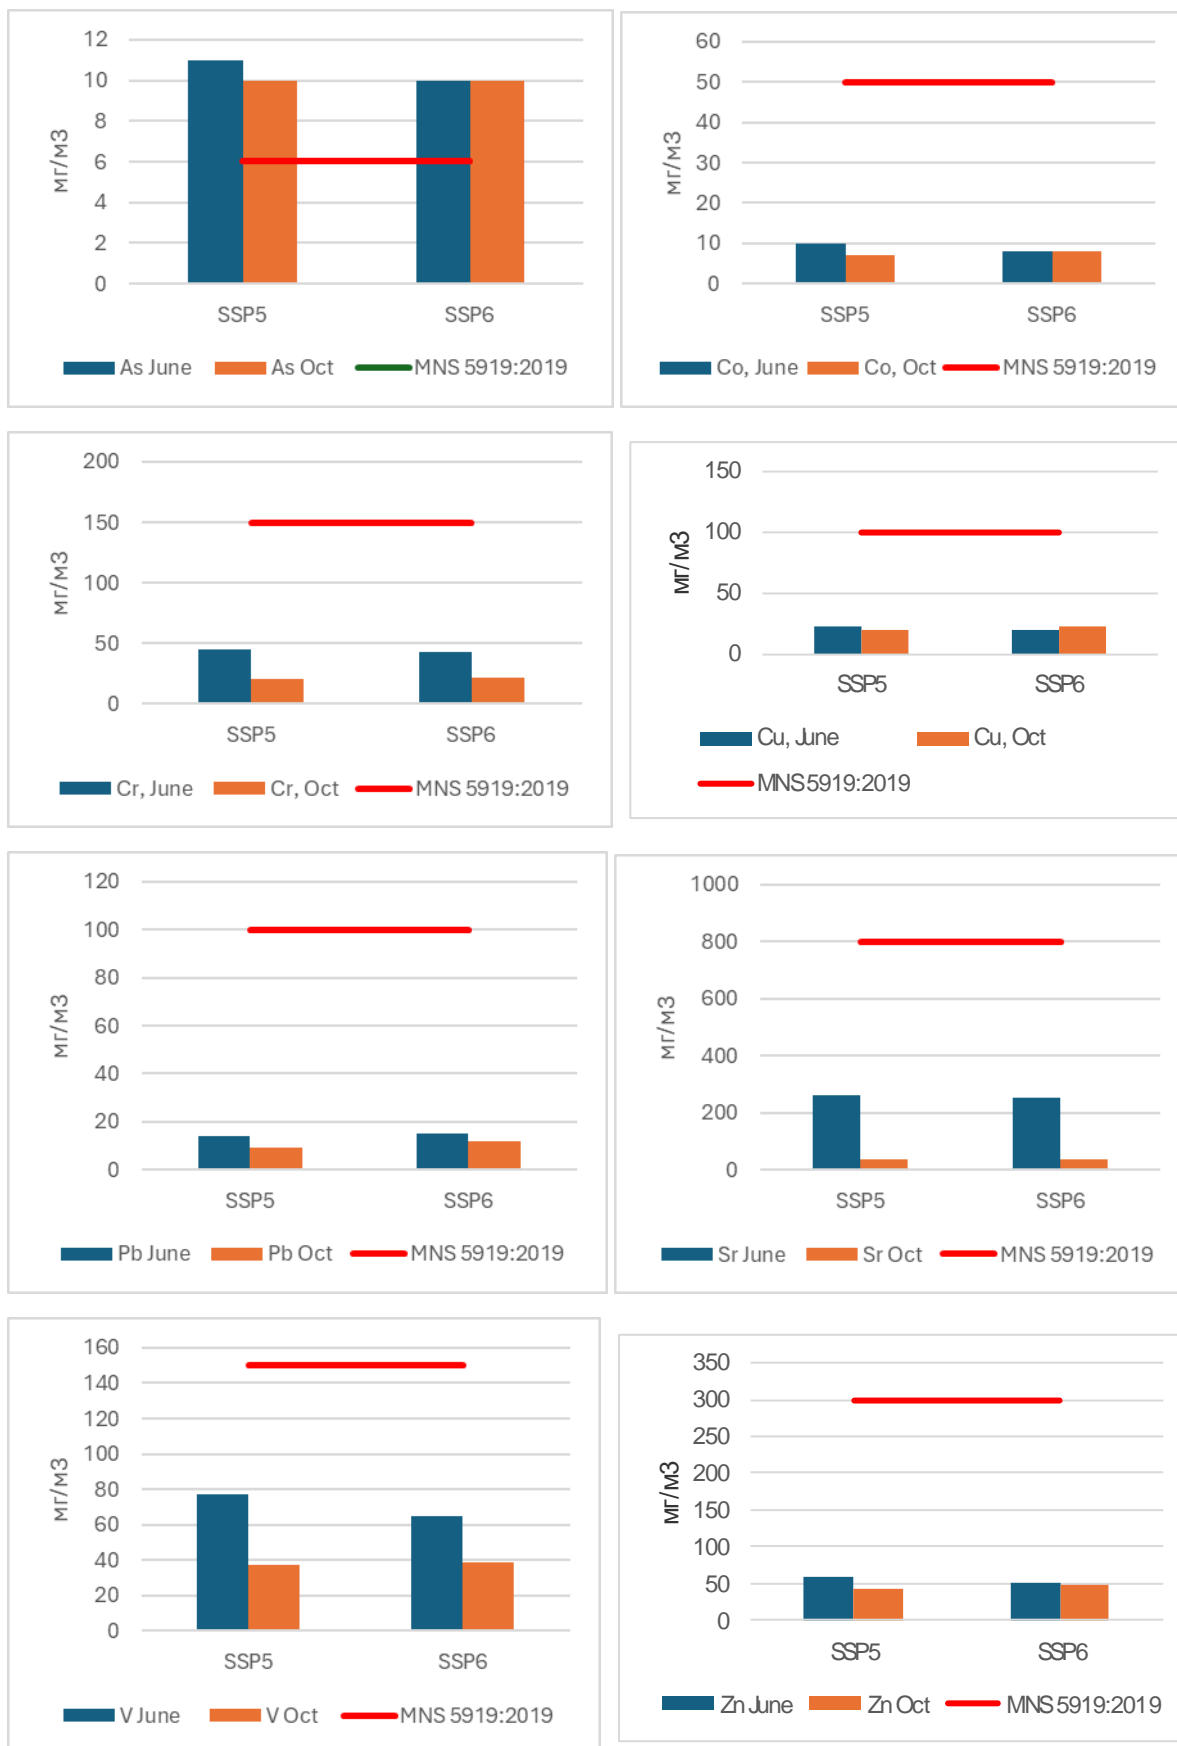 12
10
8
6
4
2
0
мг/м3
SSP5 SSP6
As June As Oct MNS 5919:2019
60
50
40
30
20
10
0
мг/м3
SSP5 SSP6
Co, June Co, Oct MNS 5919:2019
200
150
100
50
0
мг/м3
SSP5 SSP6
Cr, June Cr, Oct MNS 5919:2019
150
100
50
0
мг/м3
SSP5 SSP6
Cu, June Cu, Oct
MNS 5919:2019
120
100
80
60
40
20
0
мг/м3
SSP5 SSP6
Pb June Pb Oct MNS 5919:2019
1000
800
600
400
200
0
мг/м3
SSP5 SSP6
Sr June Sr Oct MNS 5919:2019
160
140
120
100
80
60
40
20
0
мг/м3
SSP5 SSP6
V June V Oct MNS 5919:2019
350
300
250
200
150
100
50
0
мг/м3
SSP5 SSP6
Zn June Zn Oct MNS 5919:2019